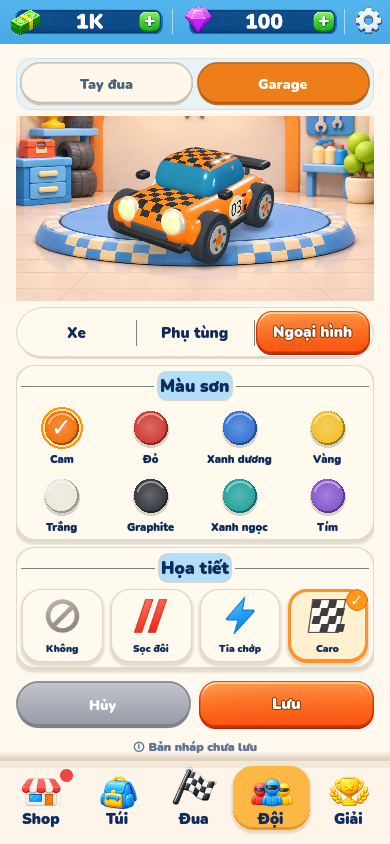 1K
100
Tay đua
Garage
03
Xe
Phụ tùng
Ngoại hình
Màu sơn
Cam
Đỏ
Xanh dương
Vàng
Trắng
Graphite
Xanh ngọc
Tím
Họa tiết
Không
Sọc đôi
Tia chớp
Caro
Hủy
Lưu
Bản nháp chưa lưu
Shop
Túi
Đua
Đội
Giải